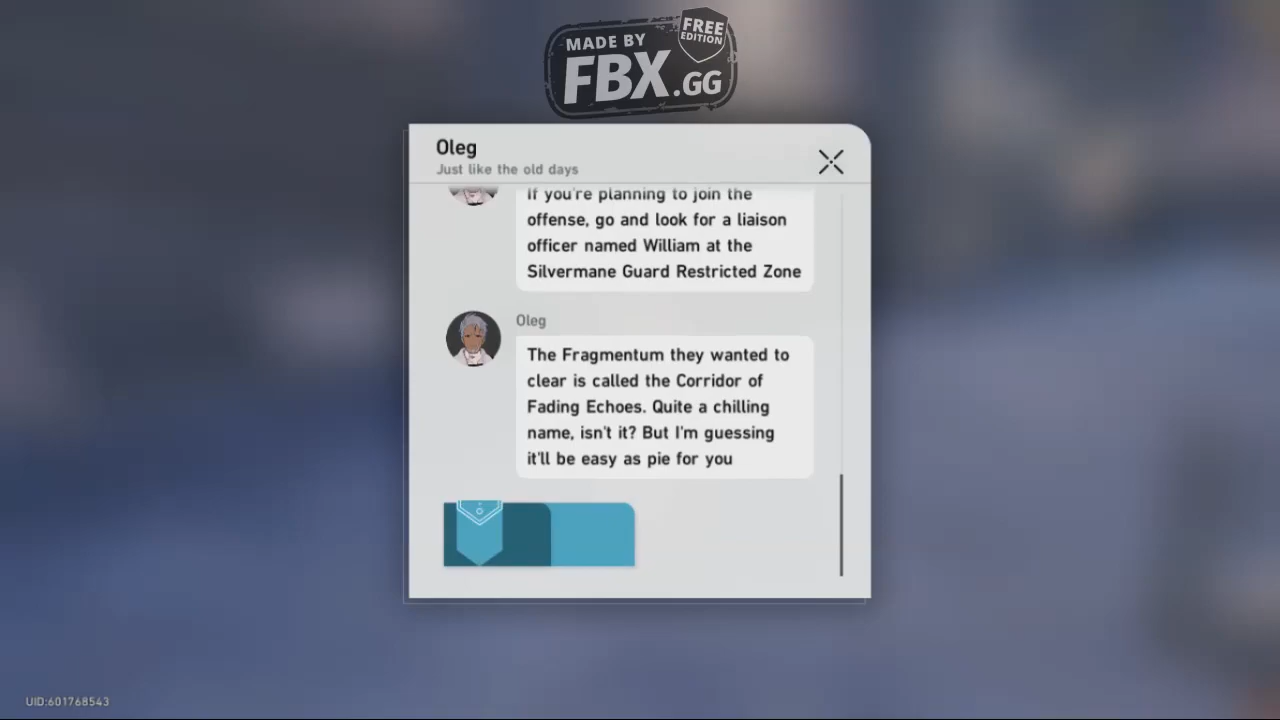 MADE BY
FREE
EDITION
FBX.GG
Oleg
Just like the old days
If you're planning to join the
offense, go and look for a liaison
officer named William at the
Silvermane Guard Restricted Zone
Oleg
The Fragmentum they wanted to
clear is called the Corridor of
Fading Echoes. Quite a chilling
name, isn't it? But I'm guessing
it'll be easy as pie for you
UID:601768543